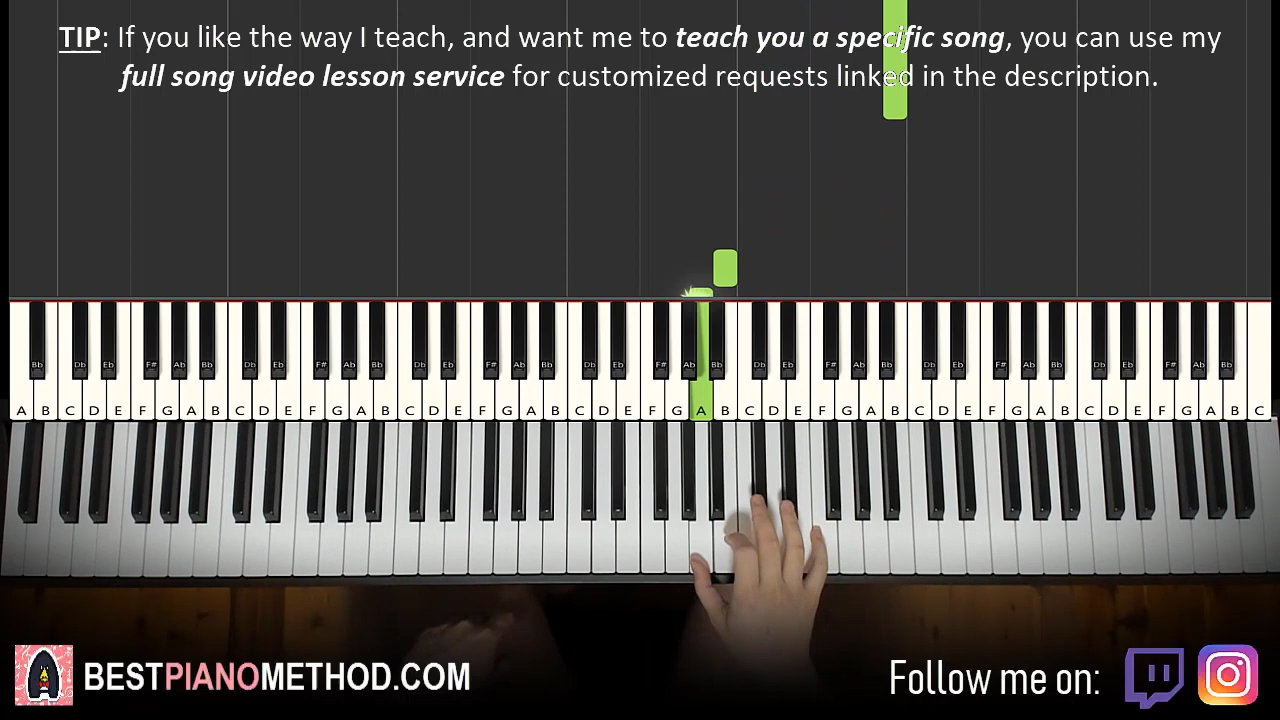 TIP: If you like the way I teach, and want me to teach you a specific song, you can use my
full song video lesson service for customized requests linked in the description.
Bb Db Eb F# Ab Bb Db Eb F# Ab Bb Db Eb F# Ab Bb Db Eb F# Ab Bb Db Eb F# Ab Bb Db Eb F# Ab Bb Db Eb F# Ab Bb
A B C D E F G A B C D E F G A B C D E F G A B C D E F G A B C D E F G A B C D E F G A B C D E F G A B C
BESTPIANOMETHOD.COM
Follow me on: